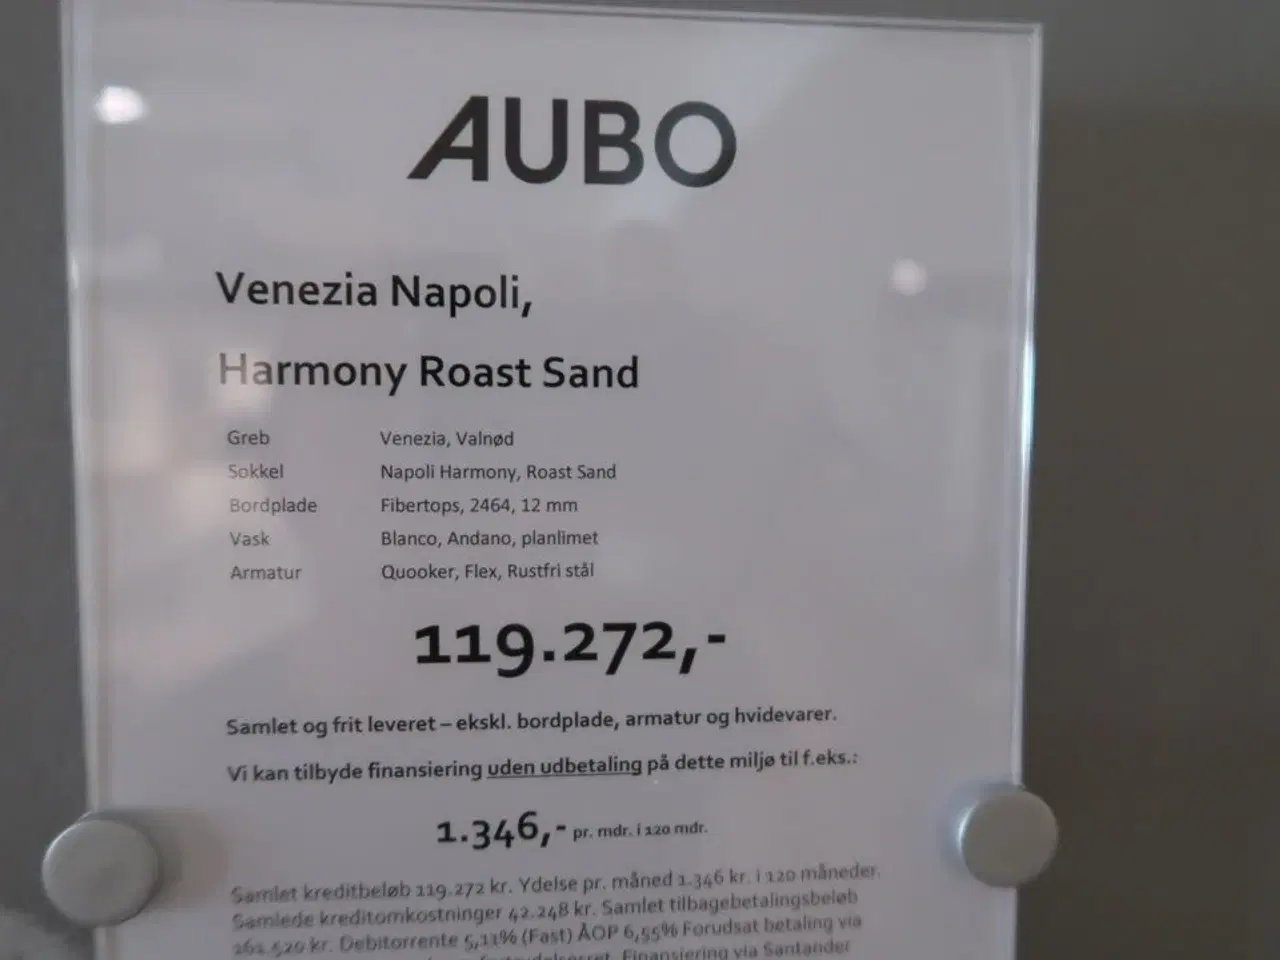 AUBO
Venezia Napoli,
Harmony Roast Sand
Greb Venezia, Valnød
Sokkel Napoli Harmony, Roast Sand
Bordplade Fibertops, 2464, 12 mm
Vask Blanco, Andano, planlimet
Armatur Quooker, Flex, Rustfri stål
119.272,-
Samlet og frit leveret – ekskl. bordplade, armatur og hvidevarer.
Vi kan tilbyde finansiering uden udbetaling på dette miljø til f.eks.:
1.346,- pr. mdr. i 120 mdr.
Samlet kreditbeløb 119.272 kr. Ydelse pr. måned 1.346 kr. i 120 måneder.
Samlede kreditomkostninger 42.248 kr. Samlet tilbagebetalingsbeløb
161.520 kr. Debitorrente 5,11% (Fast) ÅOP 6,55% Forudsat betaling via
Finansiering via Santander